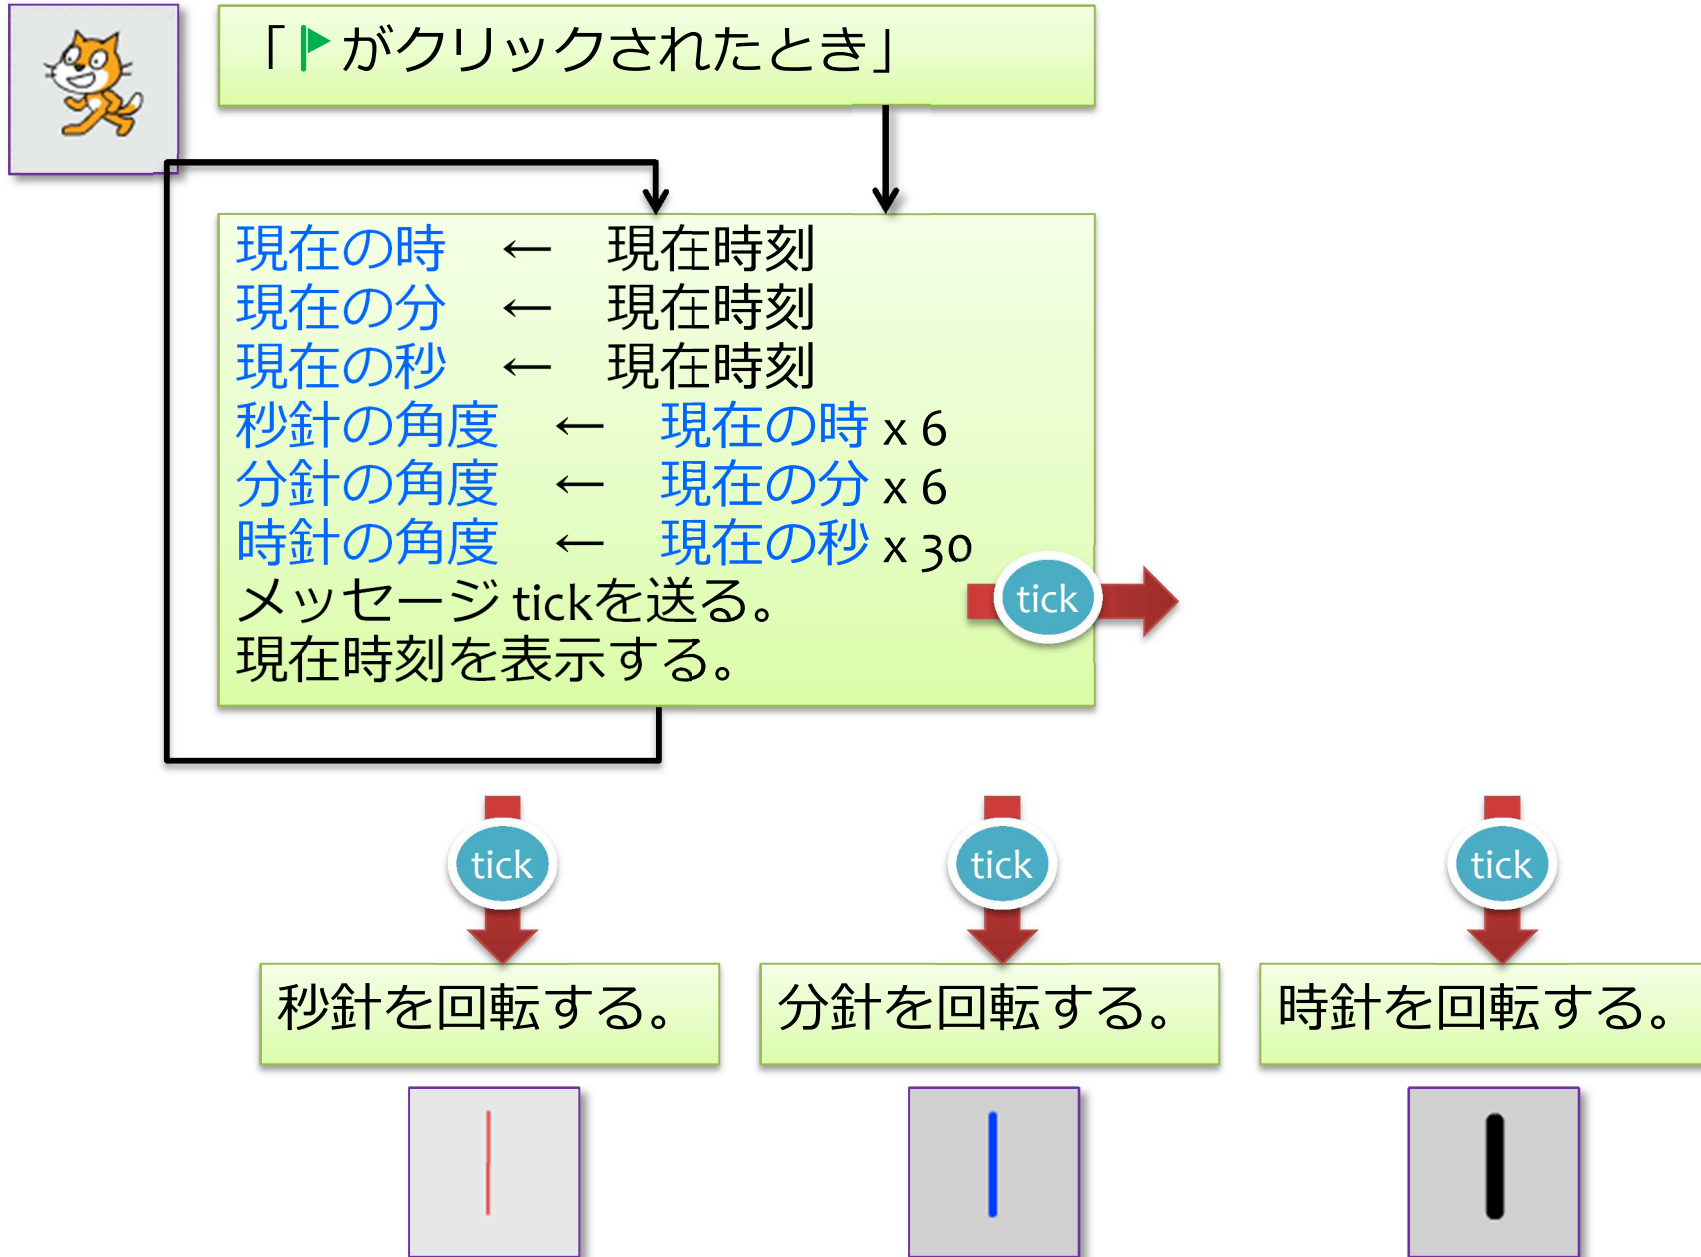 「がクリックされたとき」
現在の時 ← 現在時刻
現在の分 ← 現在時刻
現在の秒 ← 現在時刻
秒針の角度 ← 現在の時 x 6
分針の角度 ← 現在の分 x 6
時針の角度 ← 現在の秒 x 30
メッセージ tickを送る。
tick
現在時刻を表示する。
tick
tick
tick
秒針を回転する。
分針を回転する。
時針を回転する。